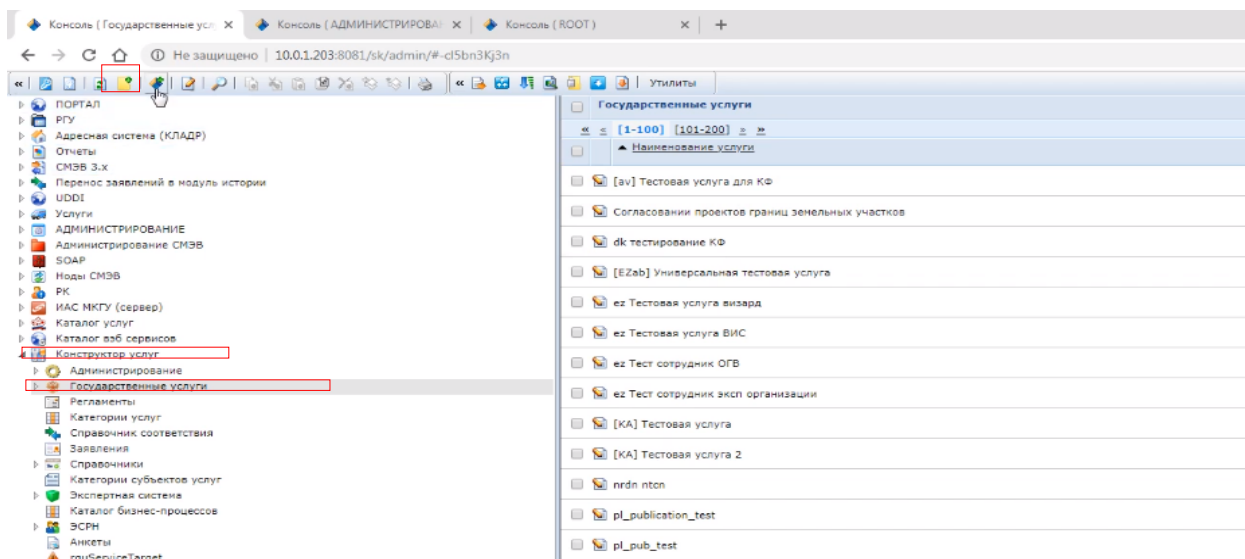 Консоль ( Государственные усл
Консоль ( АДМИНИСТРИРОВА
Консоль ( ROOT )
Не защищено | 10.0.1.203:8081/sk/admin/#-cl5bn3Kj3n
Утилиты
ПОРТАЛ
РГУ
Адресная система (КЛАДР)
Отчеты
СМЭВ 3.x
Перенос заявлений в модуль истории
UDDI
Услуги
АДМИНИСТРИРОВАНИЕ
Администрирование СМЭВ
SOAP
Ноды СМЭВ
РК
ИАС МКГУ (сервер)
Каталог услуг
Каталог вэб сервисов
Конструктор услуг
Администрирование
Государственные услуги
Регламенты
Категории услуг
Справочник соответствия
Заявления
Справочники
Категории субъектов услуг
Экспертная система
Каталог бизнес-процессов
ЭСРН
Анкеты
rguServiceTarget
Государственные услуги
« ≤ [1-100] [101-200] ≥ »
Наименование услуги
[av] Тестовая услуга для КФ
Согласовании проектов границ земельных участков
dk тестирование КФ
[EZab] Универсальная тестовая услуга
ez Тестовая услуга визард
ez Тестовая услуга ВИС
ez Тест сотрудник ОГВ
ez Тест сотрудник эксп организации
[КА] Тестовая услуга
[КА] Тестовая услуга 2
nrdn ntcn
pl_publication_test
pl_pub_test